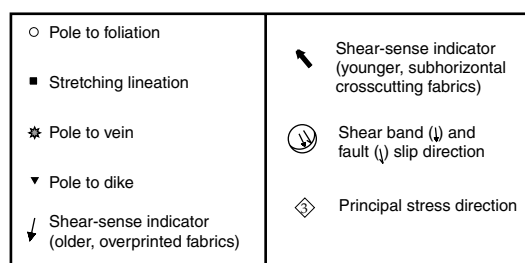 Pole to foliation
Stretching lineation
Pole to vein
Pole to dike
Shear-sense indicator
(older, overprinted fabrics)
Shear-sense indicator
(younger, subhorizontal
crosscutting fabrics)
Shear band () and
fault () slip direction
3 Principal stress direction